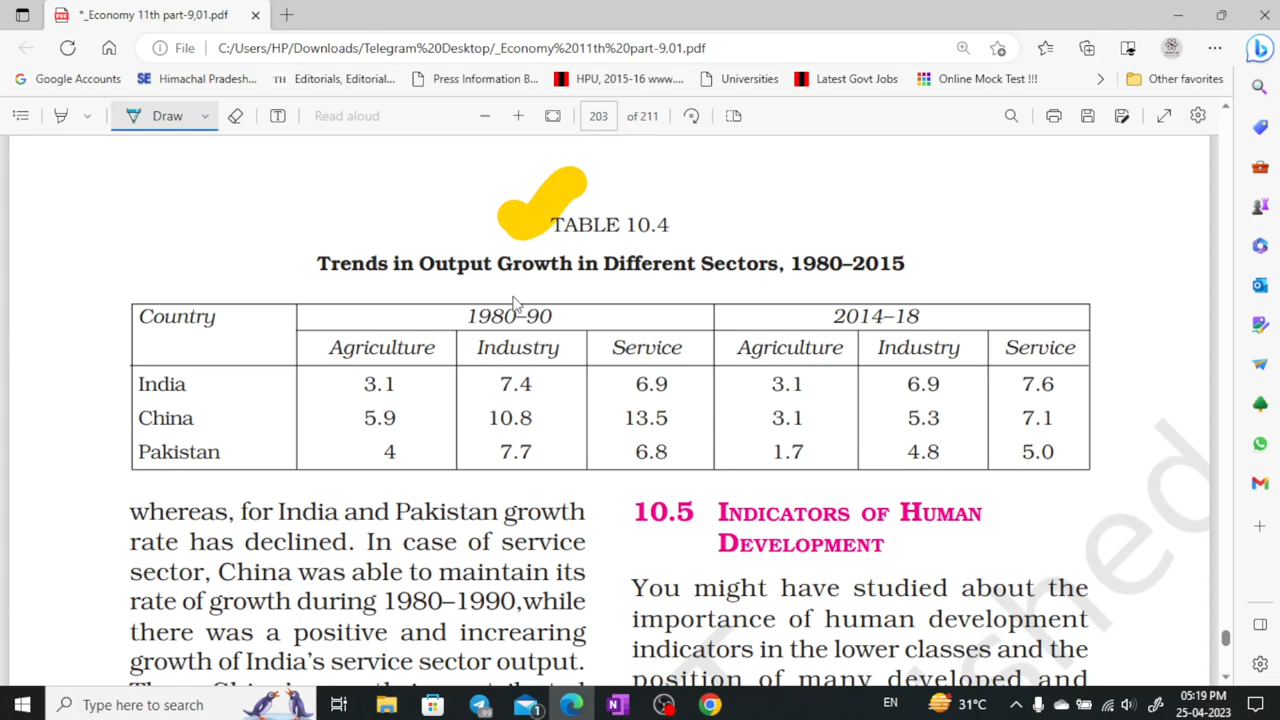 *_Economy 11th part-9,01.pdf
File C:/Users/HP/Downloads/Telegram%20Desktop/_Economy%2011th%20part-9,01.pdf
Google Accounts Himachal Pradesh... Editorials, Editorial... Press Information B... HPU, 2015-16 www.... Universities Latest Govt Jobs Online Mock Test !!! Other favorites
Draw Read aloud 203 of 211
TABLE 10.4
Trends in Output Growth in Different Sectors, 1980–2015
Country 1980–90 2014–18
Agriculture Industry Service Agriculture Industry Service
India 3.1 7.4 6.9 3.1 6.9 7.6
China 5.9 10.8 13.5 3.1 5.3 7.1
Pakistan 4 7.7 6.8 1.7 4.8 5.0
whereas, for India and Pakistan growth
rate has declined. In case of service
sector, China was able to maintain its
rate of growth during 1980–1990,while
there was a positive and increaring
growth of India's service sector output.
10.5 INDICATORS OF HUMAN
DEVELOPMENT
You might have studied about the
importance of human development
indicators in the lower classes and the
position of many developed and
Type here to search
99
1
EN 31°C 05:19 PM
25-04-2023